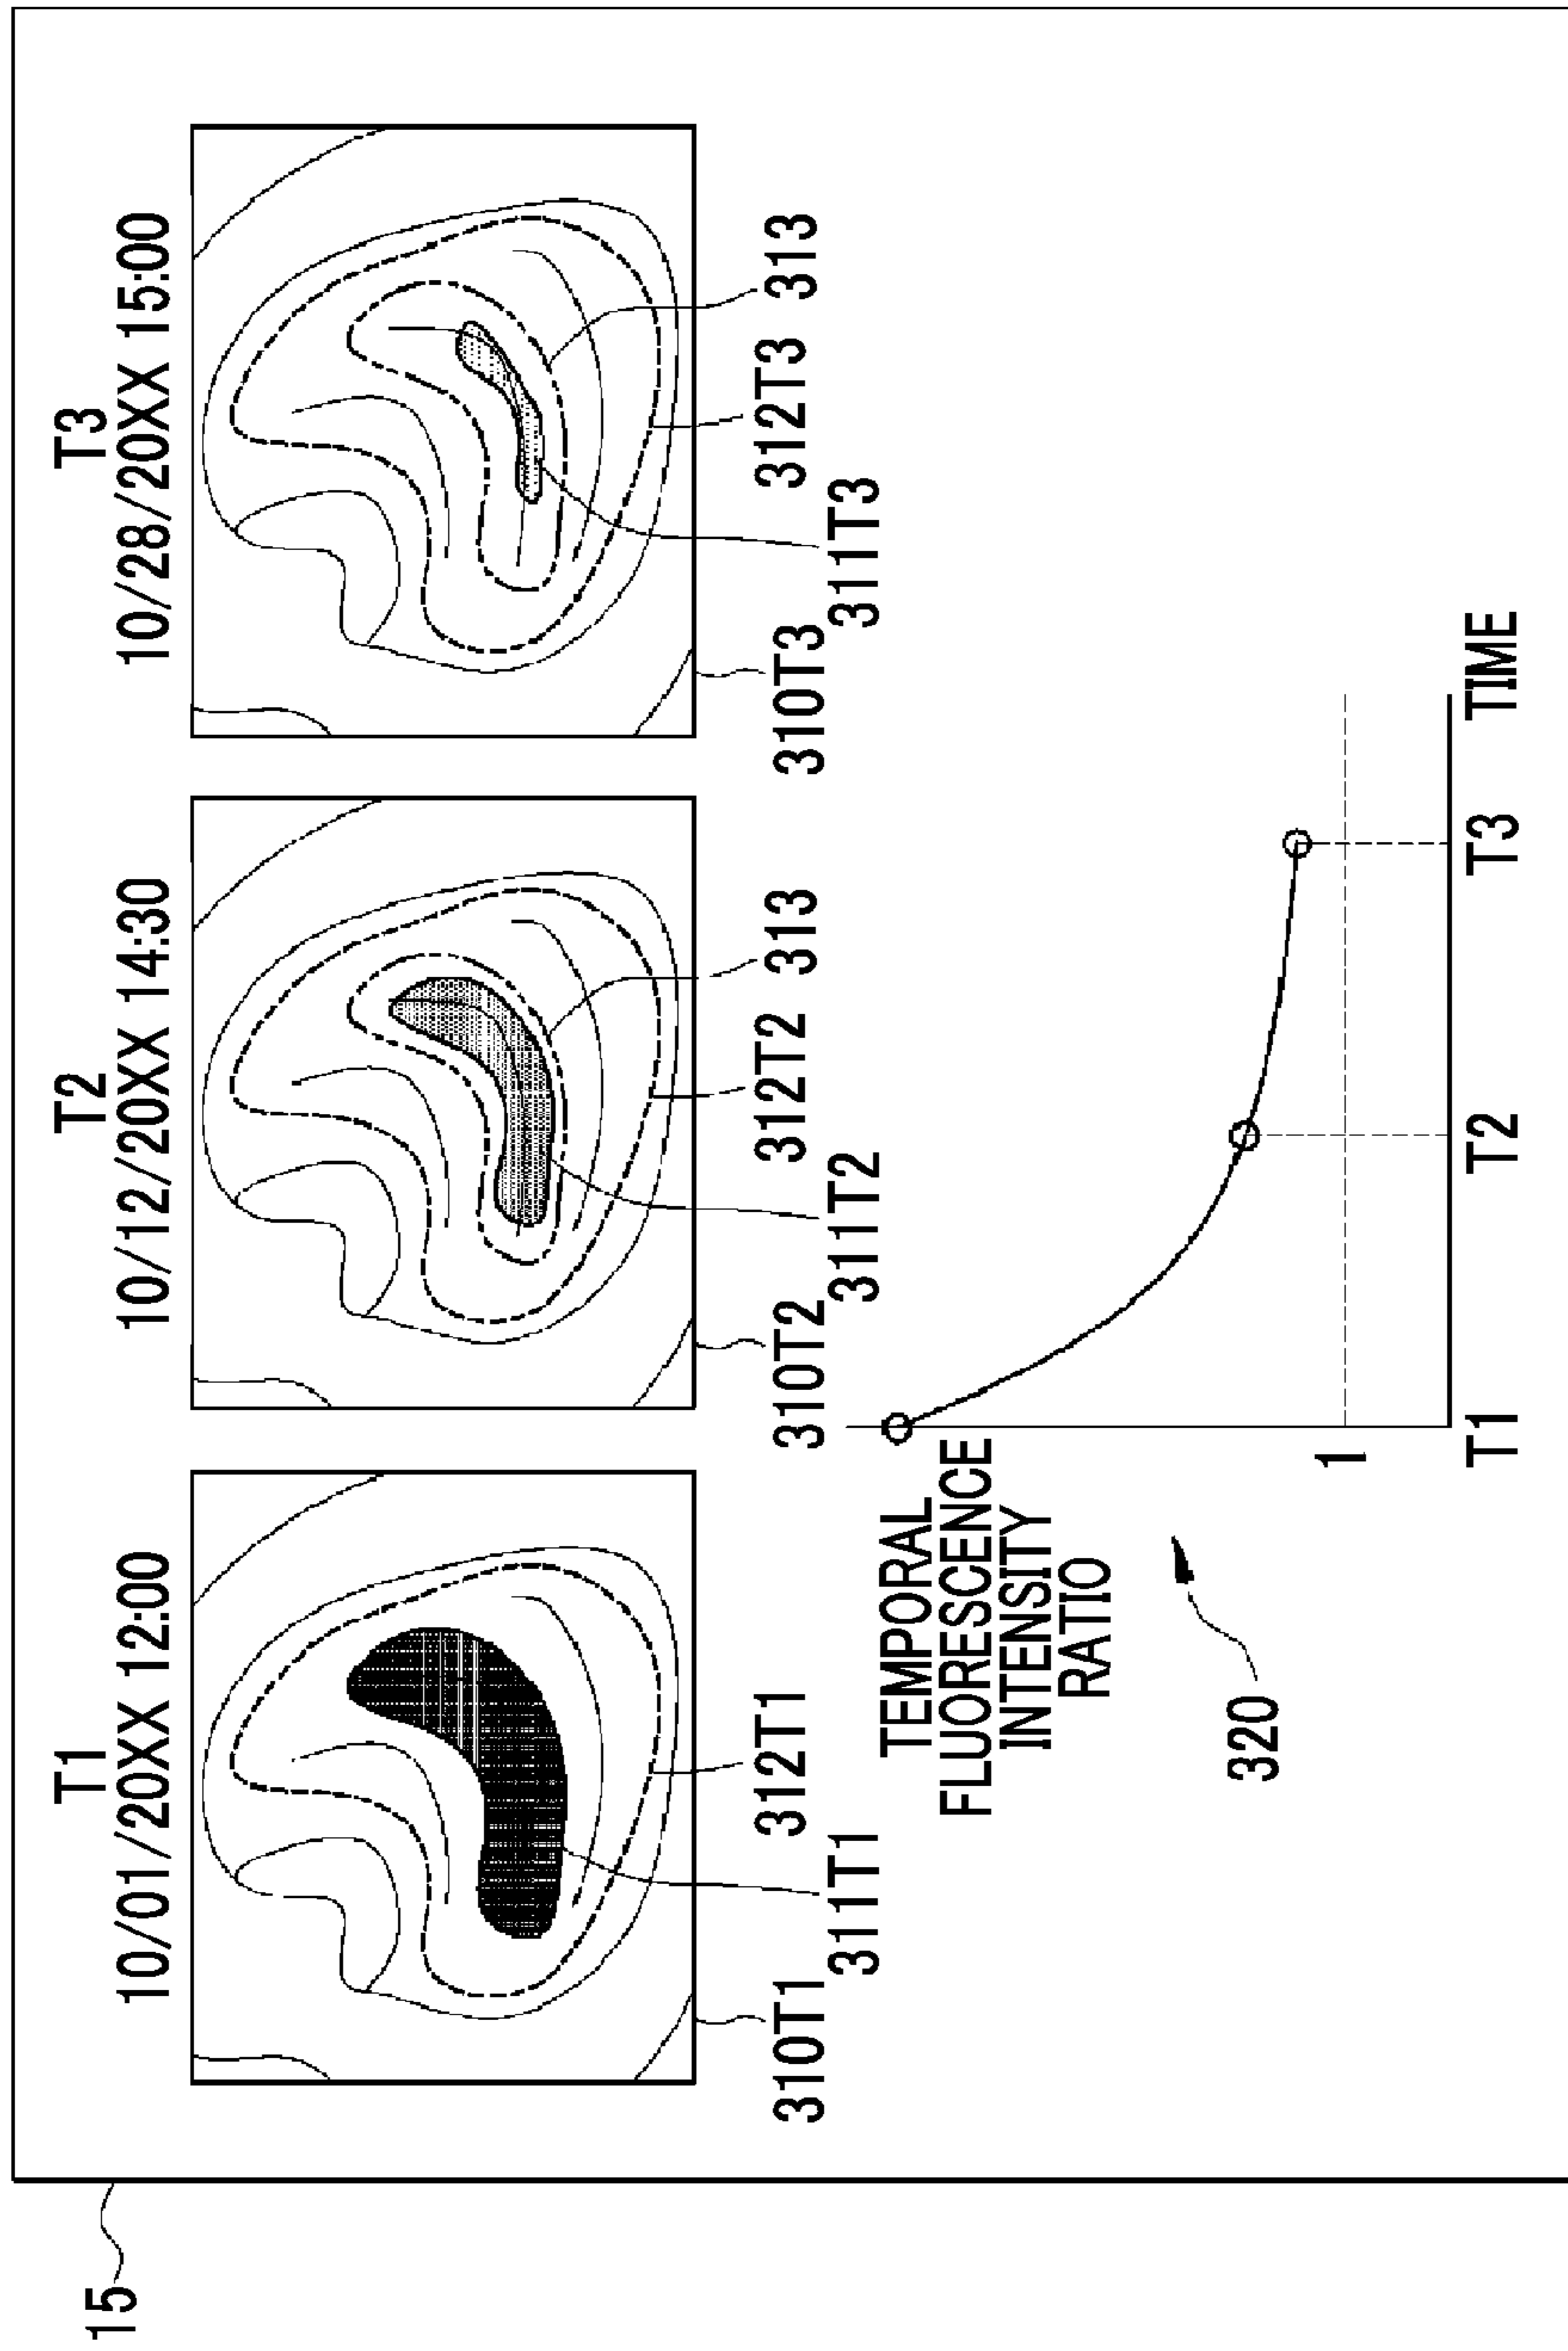 15
T1
10/01/20XX 12:00
T2
10/12/20XX 14:30
T3
10/28/20XX 15:00
310T1
312T1
311T1
310T2
312T2
313
311T2
310T3
312T3
313
311T3
TEMPORAL
FLUORESCENCE
INTENSITY
RATIO
320
1
T1
T2
T3
TIME